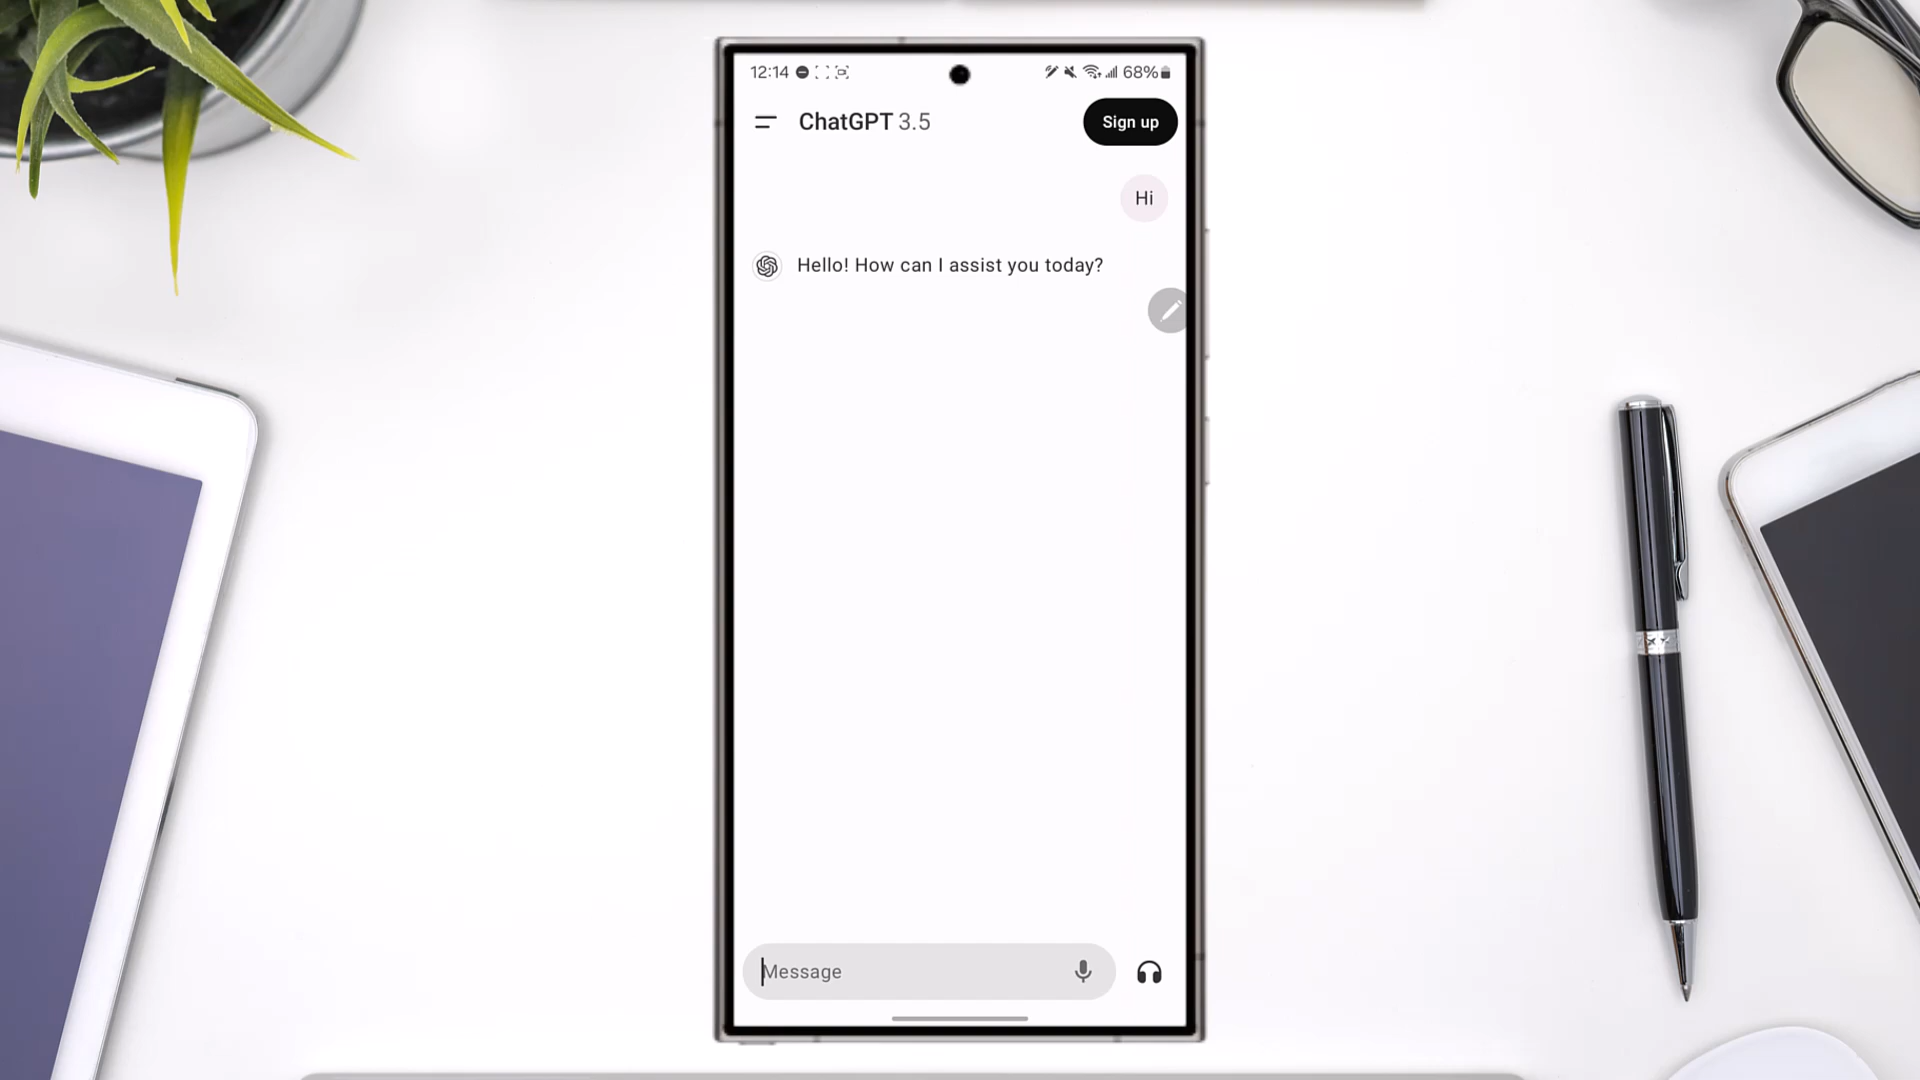 12:14
68%
ChatGPT 3.5
Sign up
Hi
Hello! How can I assist you today?
Message